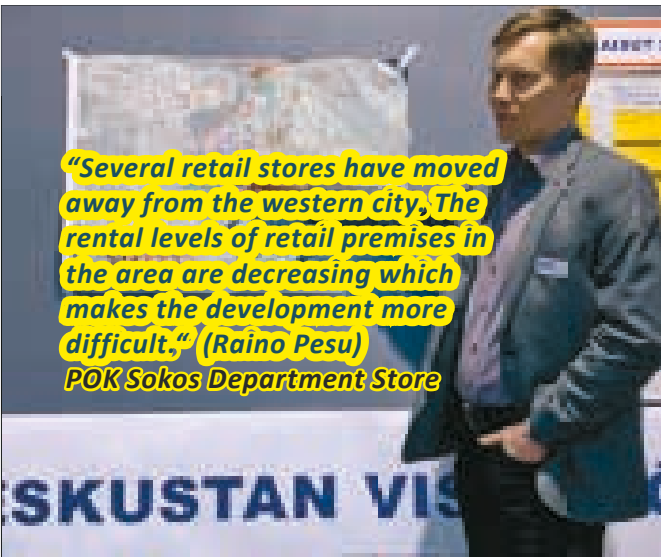 “Several retail stores have moved
away from the western city, The
rental levels of retail premises in
the area are decreasing which
makes the development more
difficult.“ (Raino Pesu)
POK Sokos Department Store
ESKUSTAN VIS